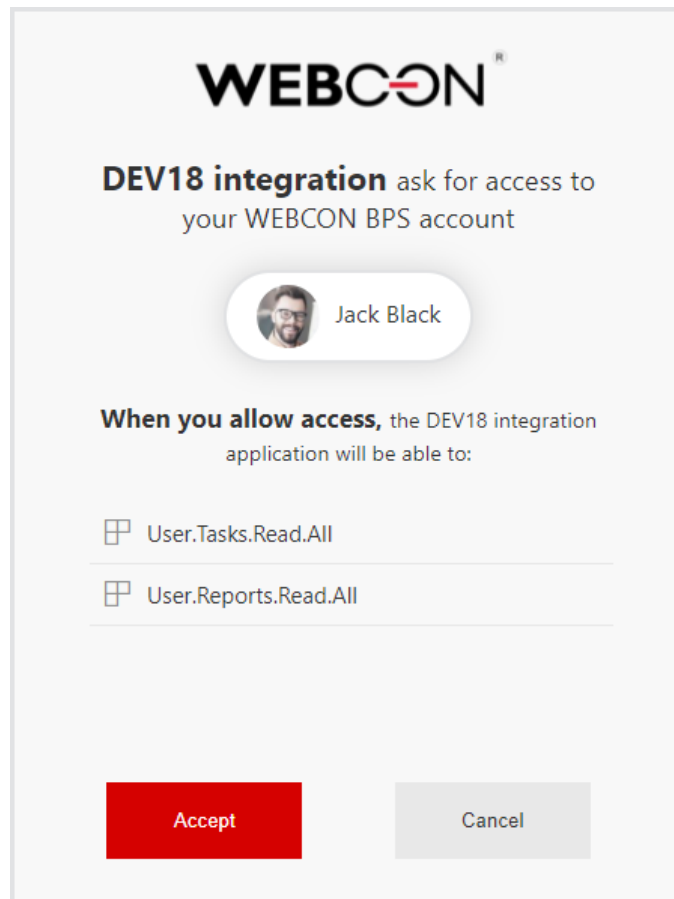 WEBCON®
DEV18 integration ask for access to
your WEBCON BPS account
Jack Black
When you allow access, the DEV18 integration
application will be able to:
User.Tasks.Read.All
User.Reports.Read.All
Accept
Cancel